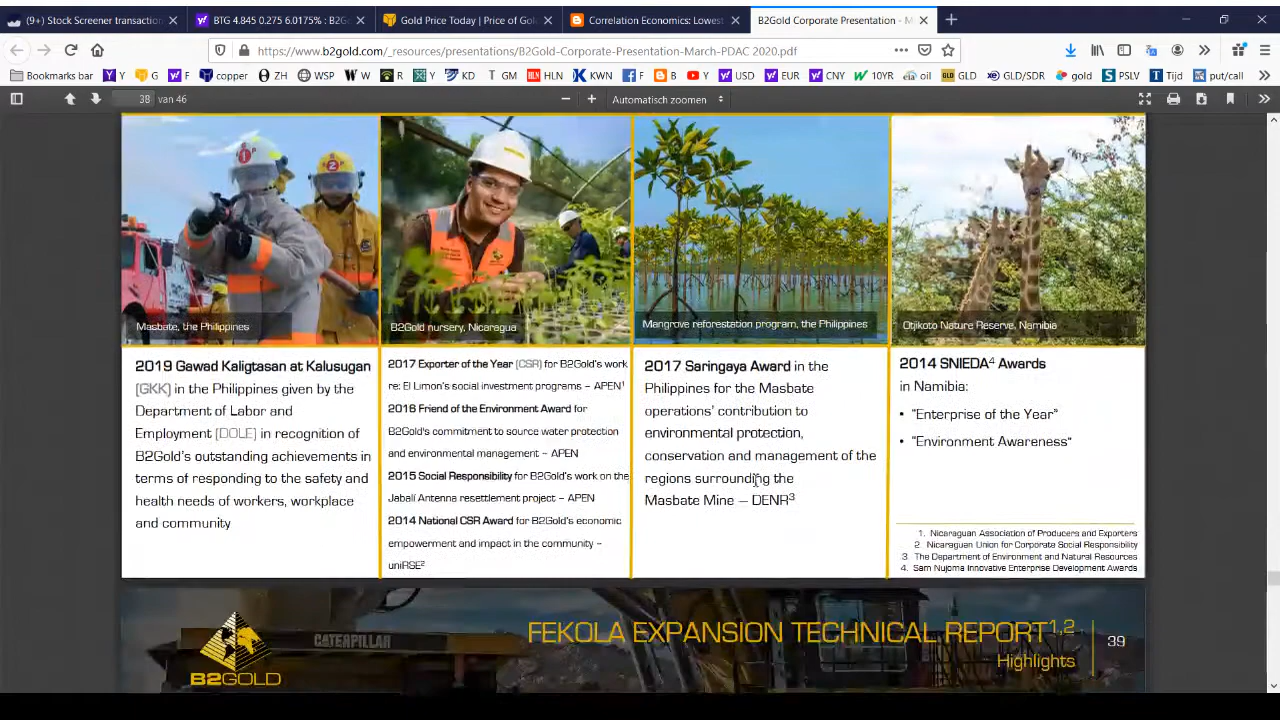 (9+) Stock Screener transaction
BTG 4.845 0.275 6.0175% : B2Go
Gold Price Today | Price of Gol
Correlation Economics: Lowest
B2Gold Corporate Presentation - M
https://www.b2gold.com/_resources/presentations/B2Gold-Corporate-Presentation-March-PDAC 2020.pdf
Bookmarks bar Y G F copper ZH WSP W R Y KD GM HLN KWN F B Y USD EUR CNY 10YR oil GLD GLD/SDR gold PSLV Tijd put/call
38 van 46
Automatisch zoomen
Masbate, the Philippines
B2Gold nursery, Nicaragua
Mangrove reforestation program, the Philippines
Otjikoto Nature Reserve, Namibia
2019 Gawad Kaligtasan at Kalusugan
(GKK) in the Philippines given by the
Department of Labor and
Employment (DOLE) in recognition of
B2Gold's outstanding achievements in
terms of responding to the safety and
health needs of workers, workplace
and community
2017 Exporter of the Year (CSR) for B2Gold's work
re: El Limon's social investment programs – APEN1
2016 Friend of the Environment Award for
B2Gold's commitment to source water protection
and environmental management – APEN
2015 Social Responsibility for B2Gold's work on the
Jabalí Antenna resettlement project – APEN
2014 National CSR Award for B2Gold's economic
empowerment and impact in the community –
uniRSE2
2017 Saringaya Award in the
Philippines for the Masbate
operations' contribution to
environmental protection,
conservation and management of the
regions surrounding the
Masbate Mine – DENR3
2014 SNIEDA4 Awards
in Namibia:
• "Enterprise of the Year"
• "Environment Awareness"
1. Nicaraguan Association of Producers and Exporters
2. Nicaraguan Union for Corporate Social Responsibility
3. The Department of Environment and Natural Resources
4. Sam Nujoma Innovative Enterprise Development Awards
CATERPILLAR
B2GOLD
FEKOLA EXPANSION TECHNICAL REPORT1,2
Highlights
39